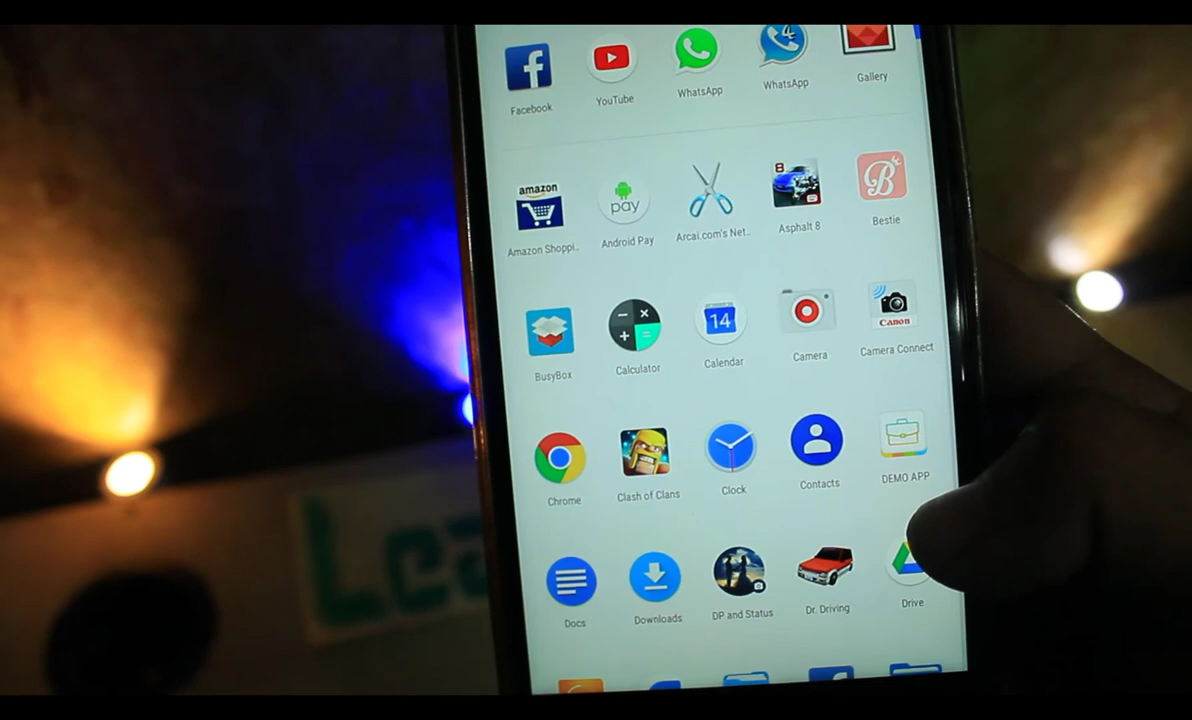 Facebook
YouTube
WhatsApp
WhatsApp
Gallery
amazon
pay
8
B
Amazon Shoppi..
Android Pay
Arcai.com's Net..
Asphalt 8
Bestie
14
Canon
BusyBox
Calculator
Calendar
Camera
Camera Connect
Chrome
Clash of Clans
Clock
Contacts
DEMO APP
Docs
Downloads
DP and Status
Dr. Driving
Drive